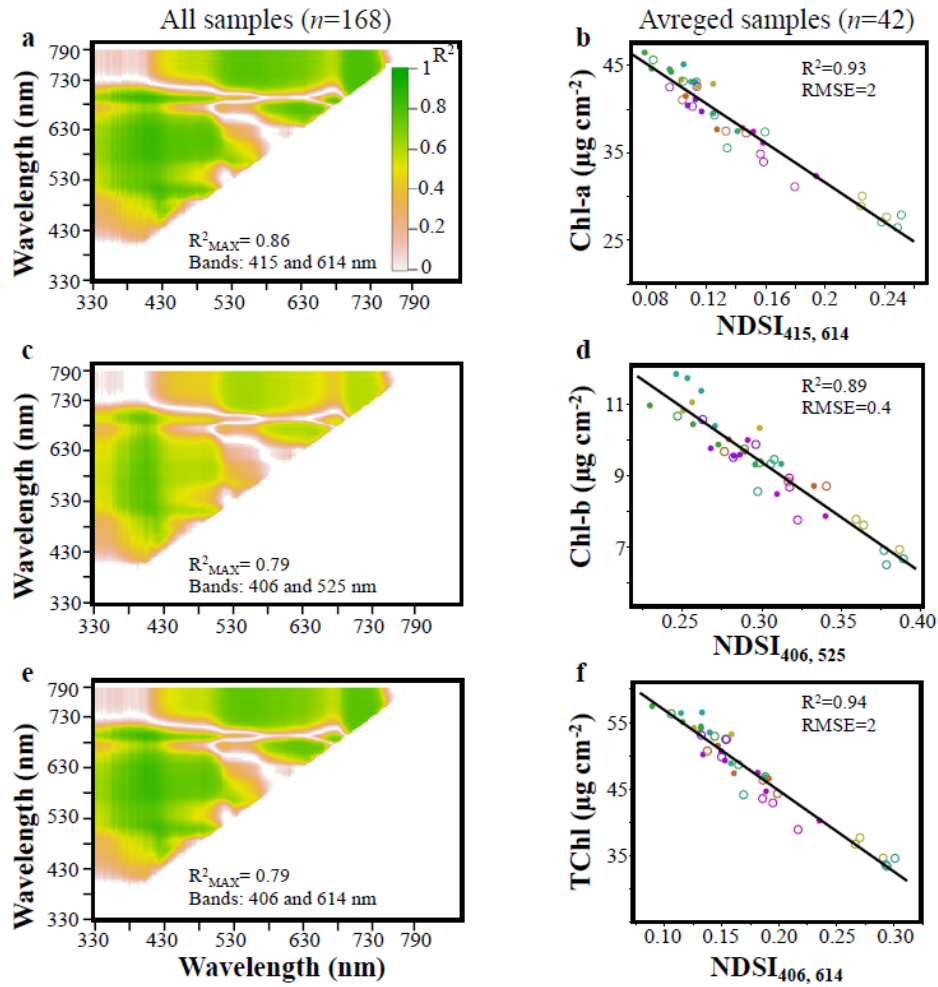 All samples (n=168)
Avreged samples (n=42)
a
Wavelength (nm)
790
730
630
530
430
330
R²
1
0.8
0.6
0.4
0.2
0
R²MAX= 0.86
Bands: 415 and 614 nm
330 430 530 630 730 790
b
Chl-a (µg cm-2)
45
35
25
R²=0.93
RMSE=2
0.08 0.12 0.16 0.2 0.24
NDSI415, 614
c
Wavelength (nm)
790
730
630
530
430
330
R²MAX= 0.79
Bands: 406 and 525 nm
330 430 530 630 730 790
d
Chl-b (µg cm-2)
11
9
7
R²=0.89
RMSE=0.4
0.25 0.30 0.35 0.40
NDSI406, 525
e
Wavelength (nm)
790
730
630
530
430
330
R²MAX= 0.79
Bands: 406 and 614 nm
330 430 530 630 730 790
Wavelength (nm)
f
TChl (µg cm-2)
55
45
35
R²=0.94
RMSE=2
0.10 0.15 0.20 0.25 0.30
NDSI406, 614